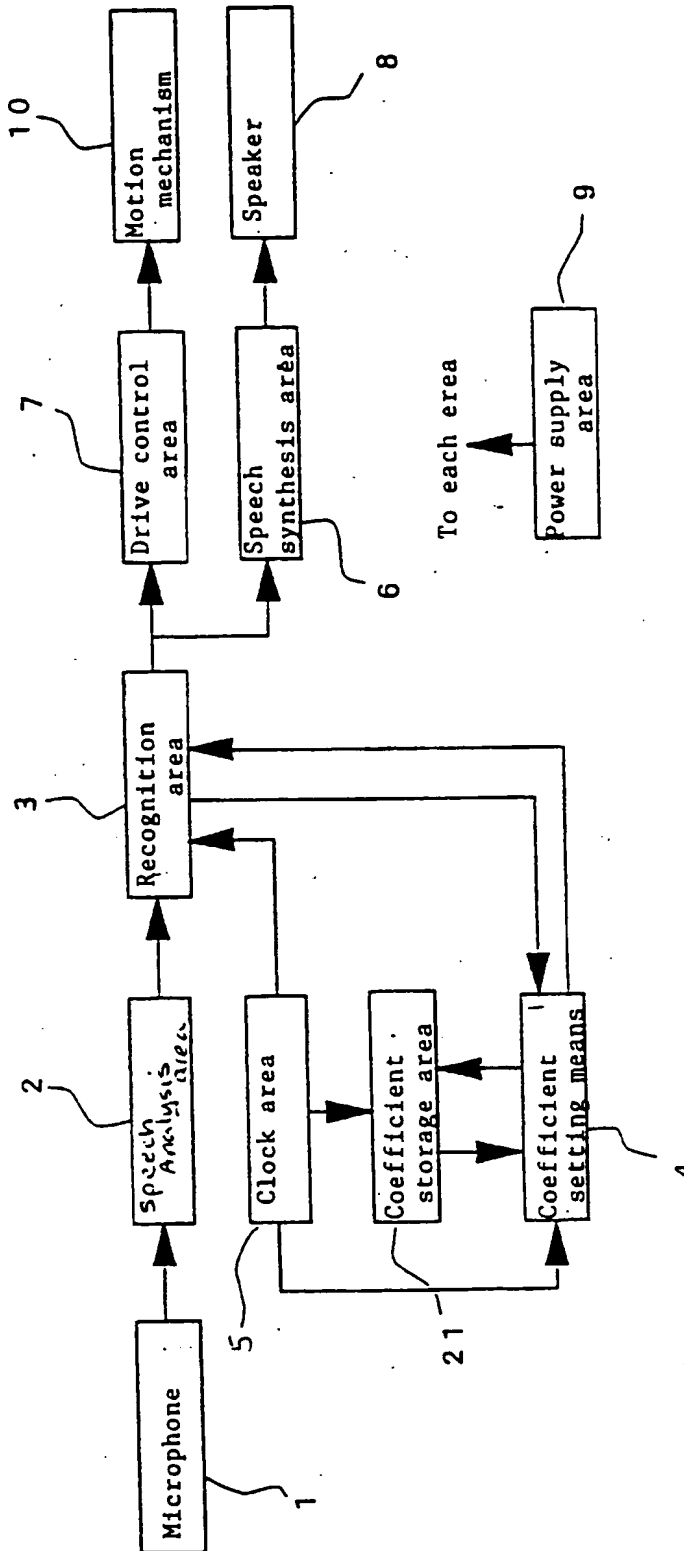 Microphone
1
Speech
Analysis
area
2
Recognition
area
3
Drive control
area
7
Motion
mechanism
10
Speech
synthesis area
6
Speaker
8
Clock area
5
Coefficient
storage area
21
Coefficient
setting means
4
To each erea
Power supply
area
9